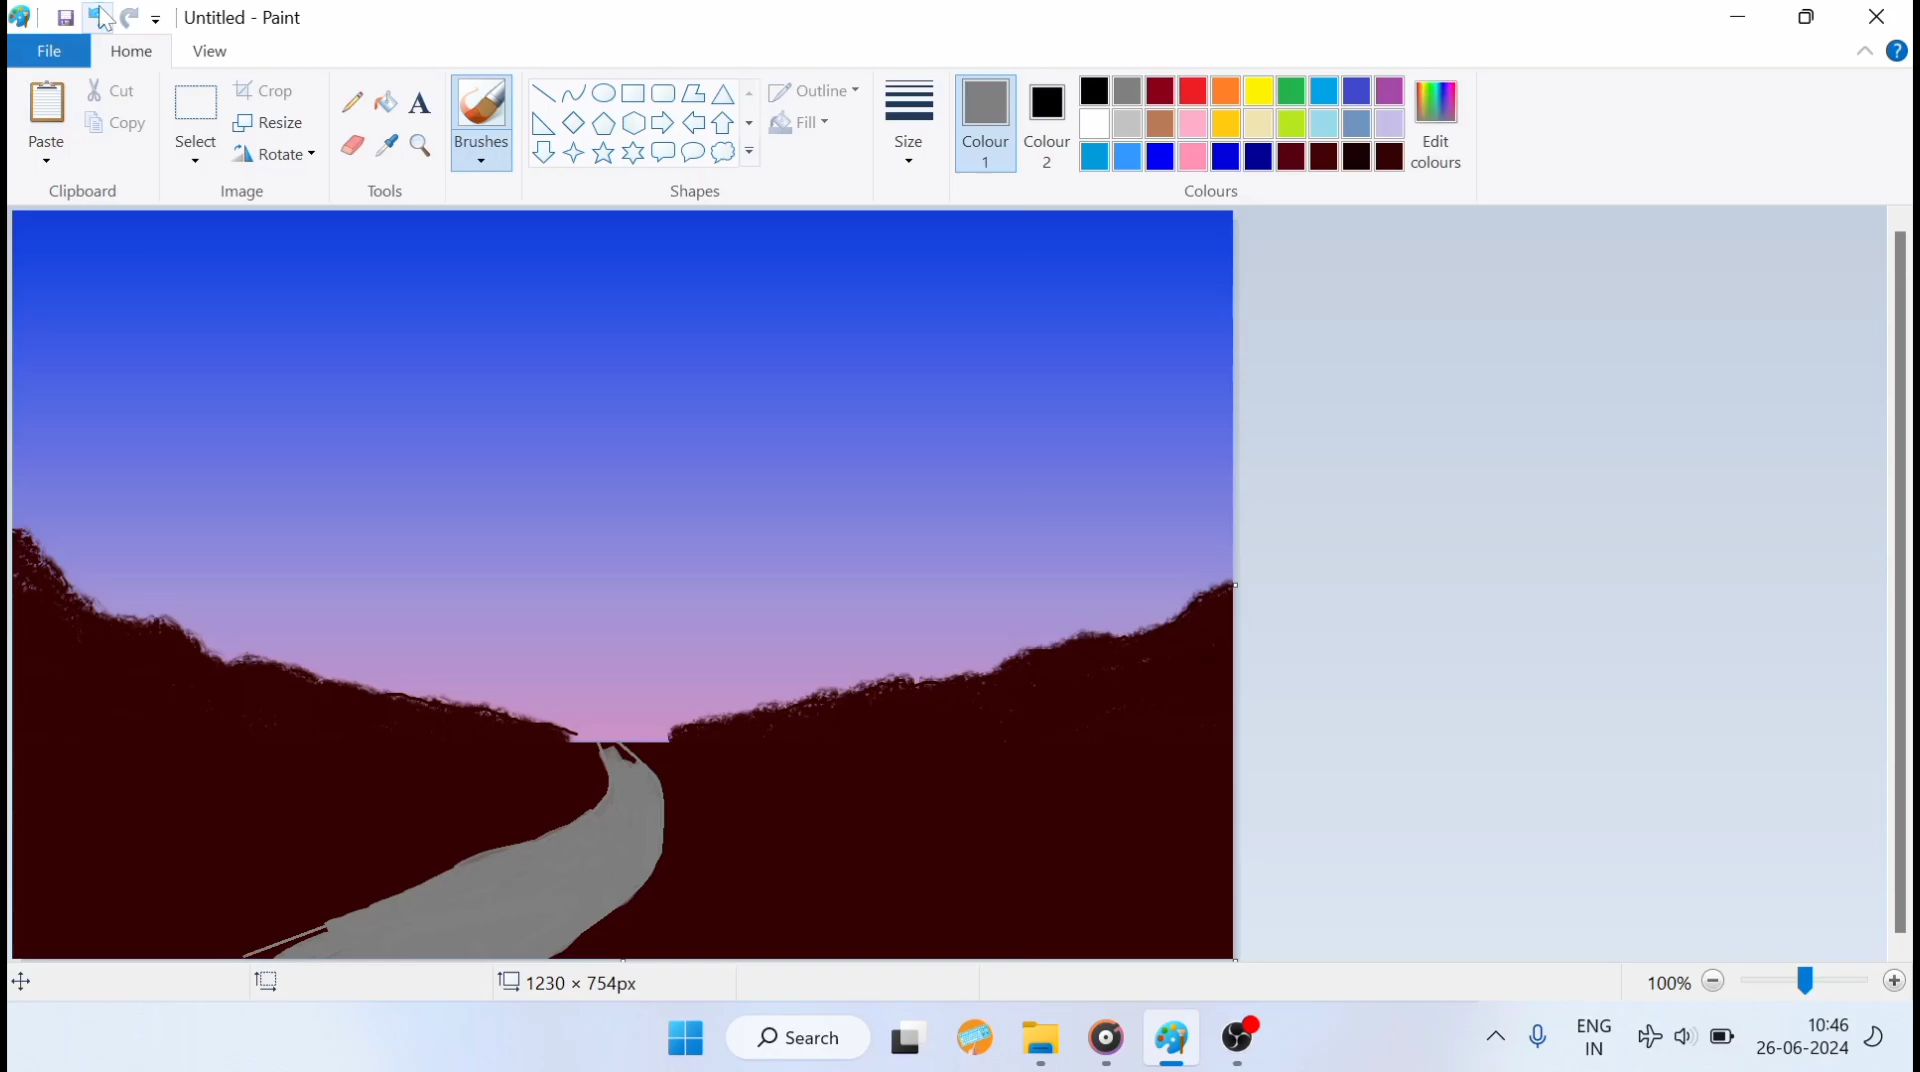 Untitled - Paint
File Home View
Paste
Cut
Copy
Clipboard
Select
Crop
Resize
Rotate
Image
A
Tools
Brushes
Outline
Fill
Shapes
Size
Colour
1
Colour
2
Edit
colours
Colours
?
1230 × 754px
100%
Search
ENG
IN
10:46
26-06-2024